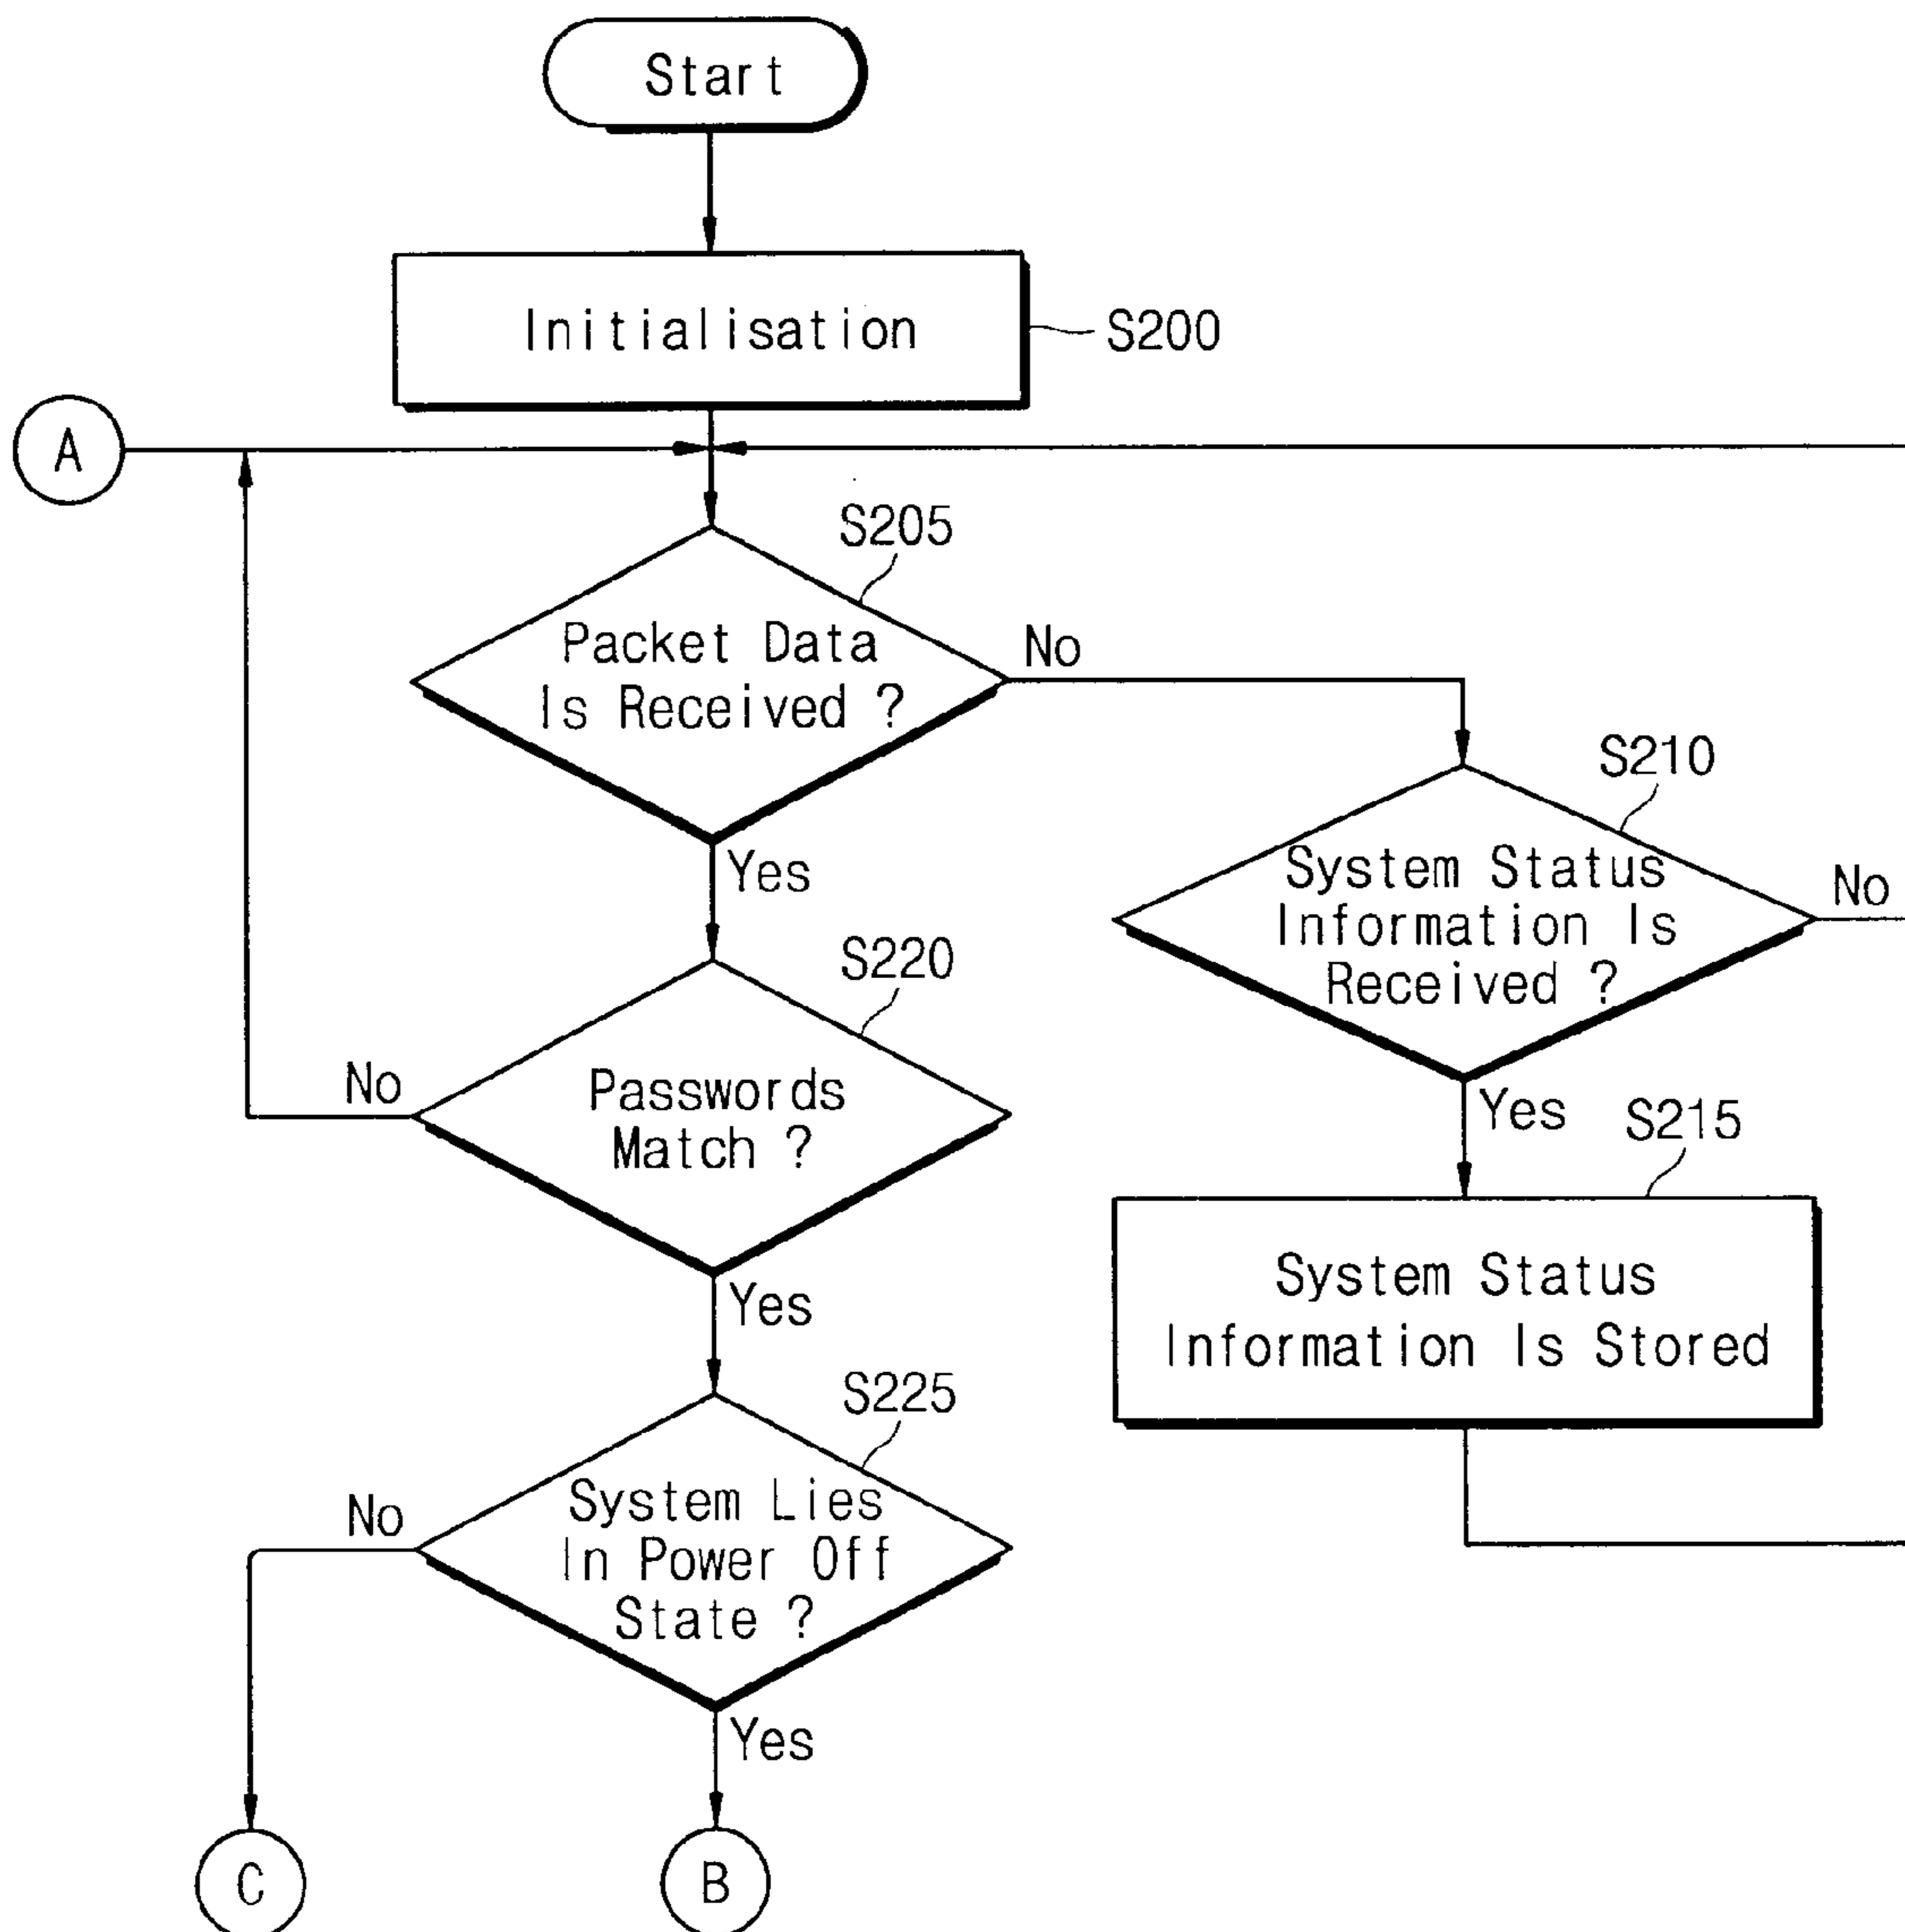 Start
Initialisation
S200
A
S205
Packet Data
Is Received ?
No
Yes
S210
System Status
Information Is
Received ?
No
Yes
S220
Passwords
Match ?
No
Yes
S215
System Status
Information Is Stored
S225
System Lies
In Power Off
State ?
No
Yes
C
B